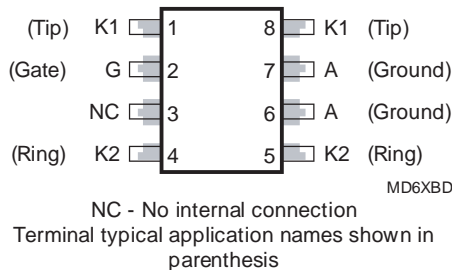 (Tip) K1 1 8 K1 (Tip)
(Gate) G 2 7 A (Ground)
NC 3 6 A (Ground)
(Ring) K2 4 5 K2 (Ring)
MD6XBD
NC - No internal connection
Terminal typical application names shown in
parenthesis